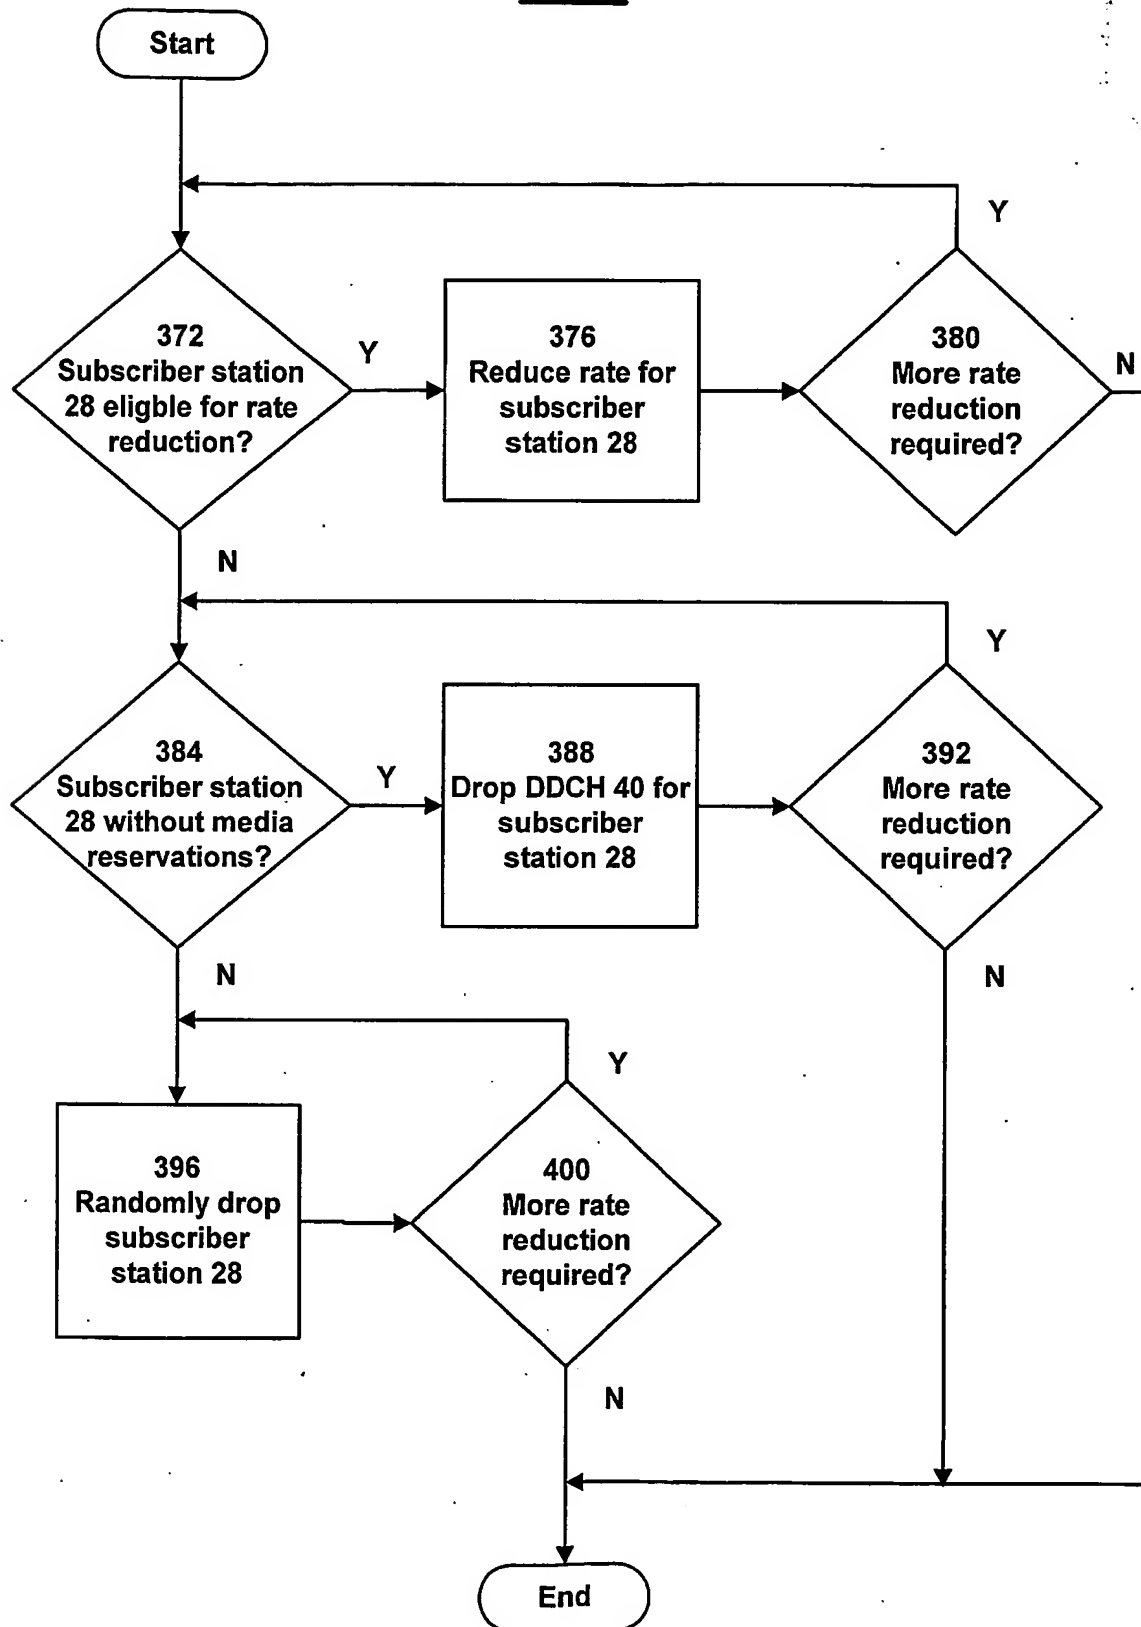 Start
Y
372
Subscriber station
28 eligble for rate
reduction?
Y
376
Reduce rate for
subscriber
station 28
380
More rate
reduction
required?
N
N
Y
384
Subscriber station
28 without media
reservations?
Y
388
Drop DDCH 40 for
subscriber
station 28
392
More rate
reduction
required?
N
N
Y
396
Randomly drop
subscriber
station 28
400
More rate
reduction
required?
N
End